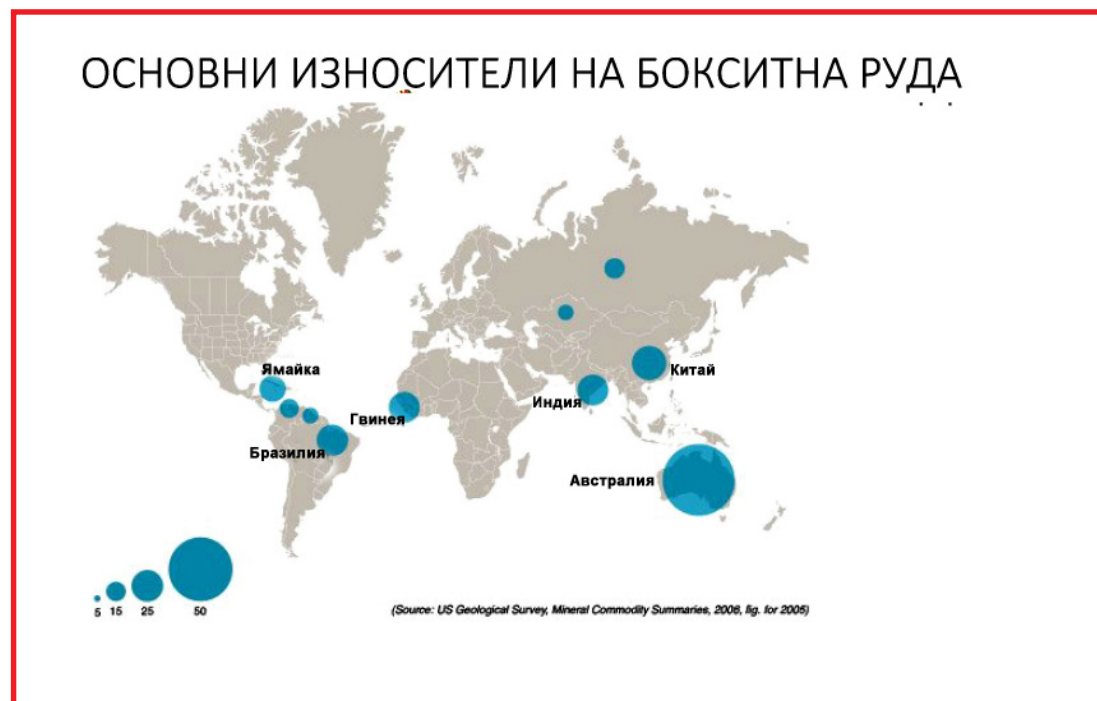 ОСНОВНИ ИЗНОСИТЕЛИ НА БОКСИТНА РУДА
Ямайка
Китай
Индия
Гвинея
Бразилия
Австралия
5 15 25 50
(Source: US Geological Survey, Mineral Commodity Summaries, 2006, fig. for 2005)